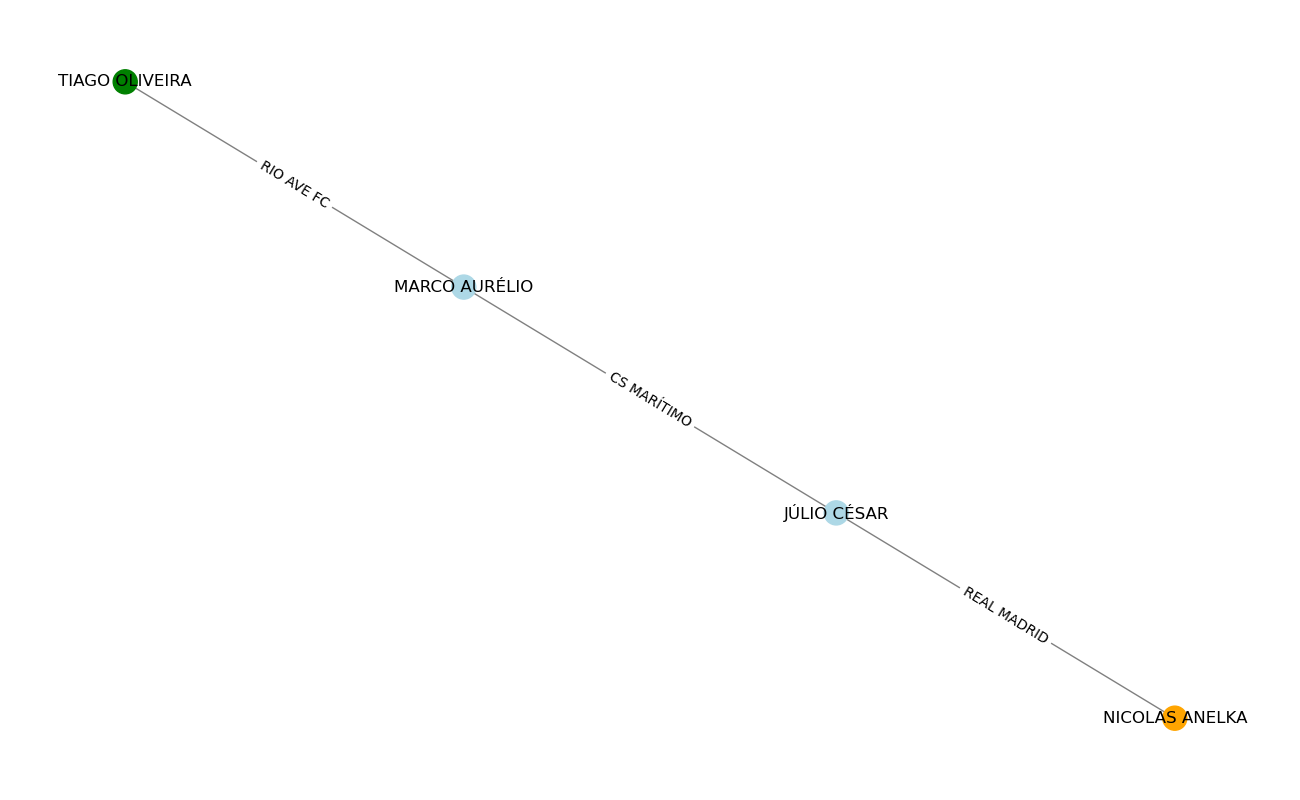 TIAGO OLIVEIRA
RIO AVE FC
MARCO AURÉLIO
CS MARÍTIMO
JÚLIO CÉSAR
REAL MADRID
NICOLAS ANELKA